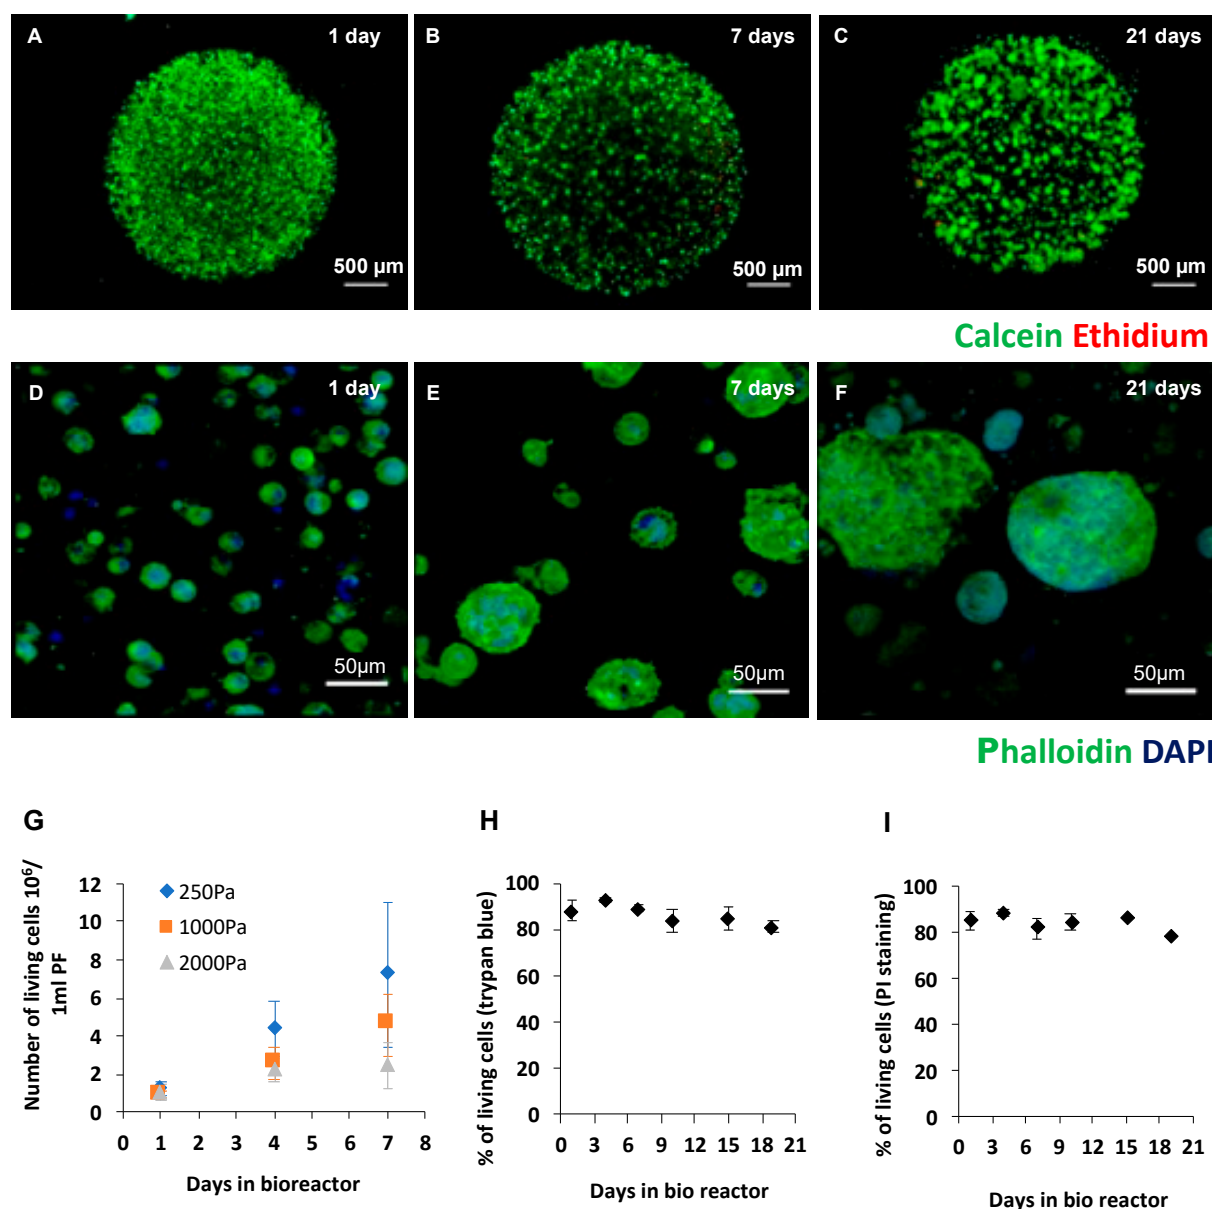 A 1 day
500 µm
B 7 days
500 µm
C 21 days
500 µm
Calcein Ethidium
D 1 day
50µm
E 7 days
50µm
F 21 days
50µm
Phalloidin DAPI
G
Number of living cells 10⁶/
1ml PF
12
10
8
6
4
2
0
250Pa
1000Pa
2000Pa
0 1 2 3 4 5 6 7 8
Days in bioreactor
H
% of living cells (trypan blue)
100
80
60
40
20
0
0 3 6 9 12 15 18 21
Days in bio reactor
I
% of living cells (PI staining)
100
80
60
40
20
0
0 3 6 9 12 15 18 21
Days in bio reactor